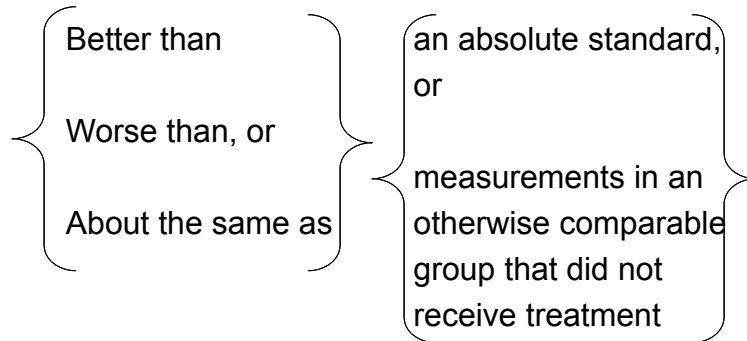 Better than
Worse than, or
About the same as
an absolute standard,
or
measurements in an
otherwise comparable
group that did not
receive treatment